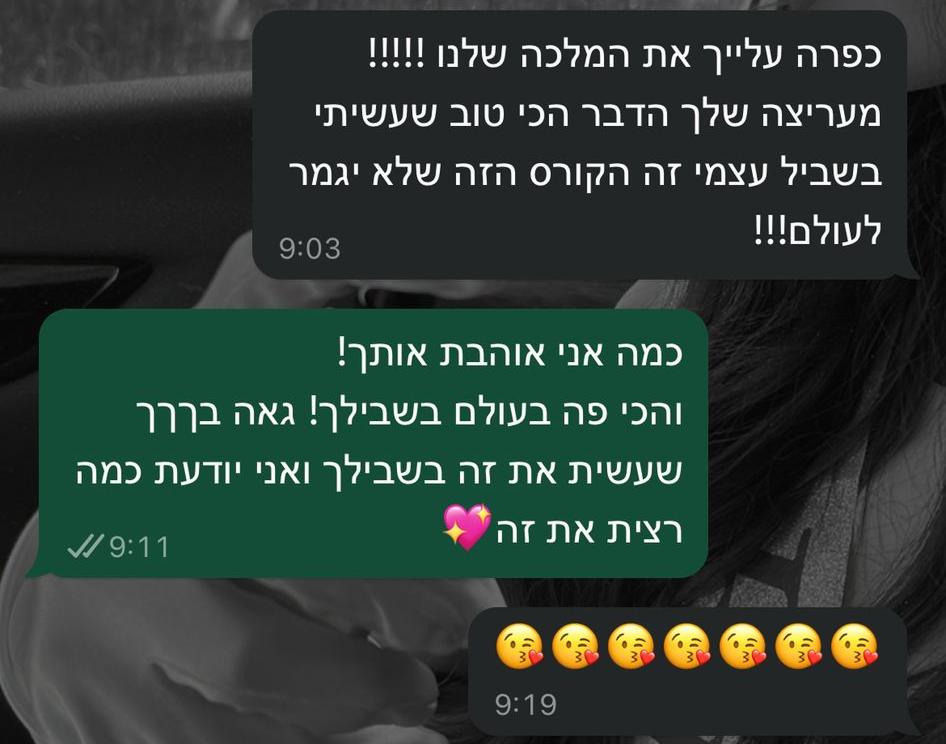 כפרה עלייך את המלכה שלנו !!!!!
מעריצה שלך הדבר הכי טוב שעשיתי
בשביל עצמי זה הקורס הזה שלא יגמר
לעולם!!!
9:03
כמה אני אוהבת אותך!
והכי פה בעולם בשבילך! גאה בךךךך
שעשית את זה בשבילך ואני יודעת כמה
רצית את זה💖
9:11
😘😘😘😘😘😘😘
9:19